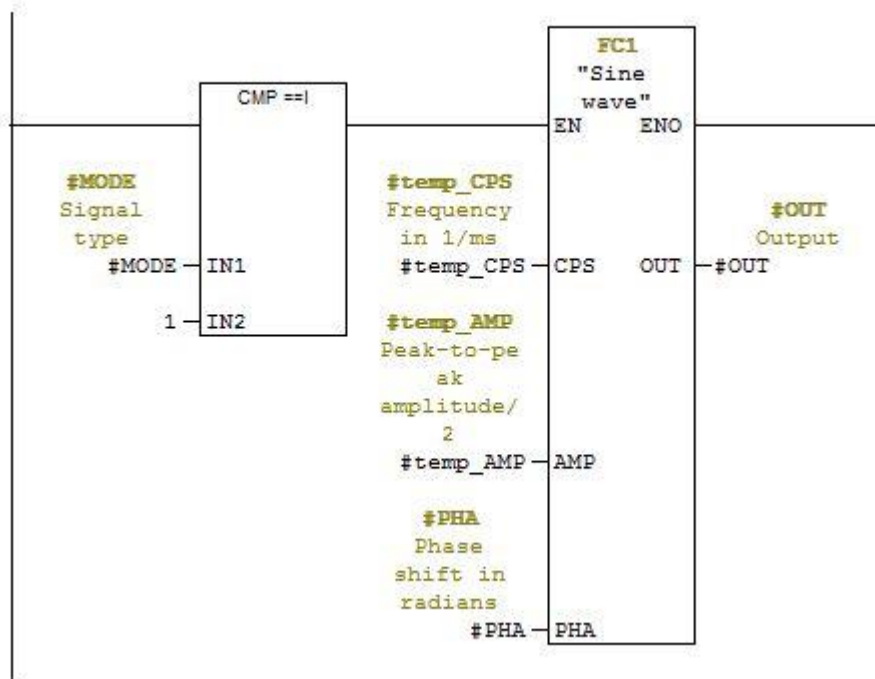 CMP ==I
#MODE
Signal
type
#MODE
IN1
1
IN2
FC1
"Sine
wave"
EN ENO
#temp_CPS
Frequency
in 1/ms
#temp_CPS
CPS
#temp_AMP
Peak-to-pe
ak
amplitude/
2
#temp_AMP
AMP
#PHA
Phase
shift in
radians
#PHA
PHA
#OUT
Output
OUT
#OUT